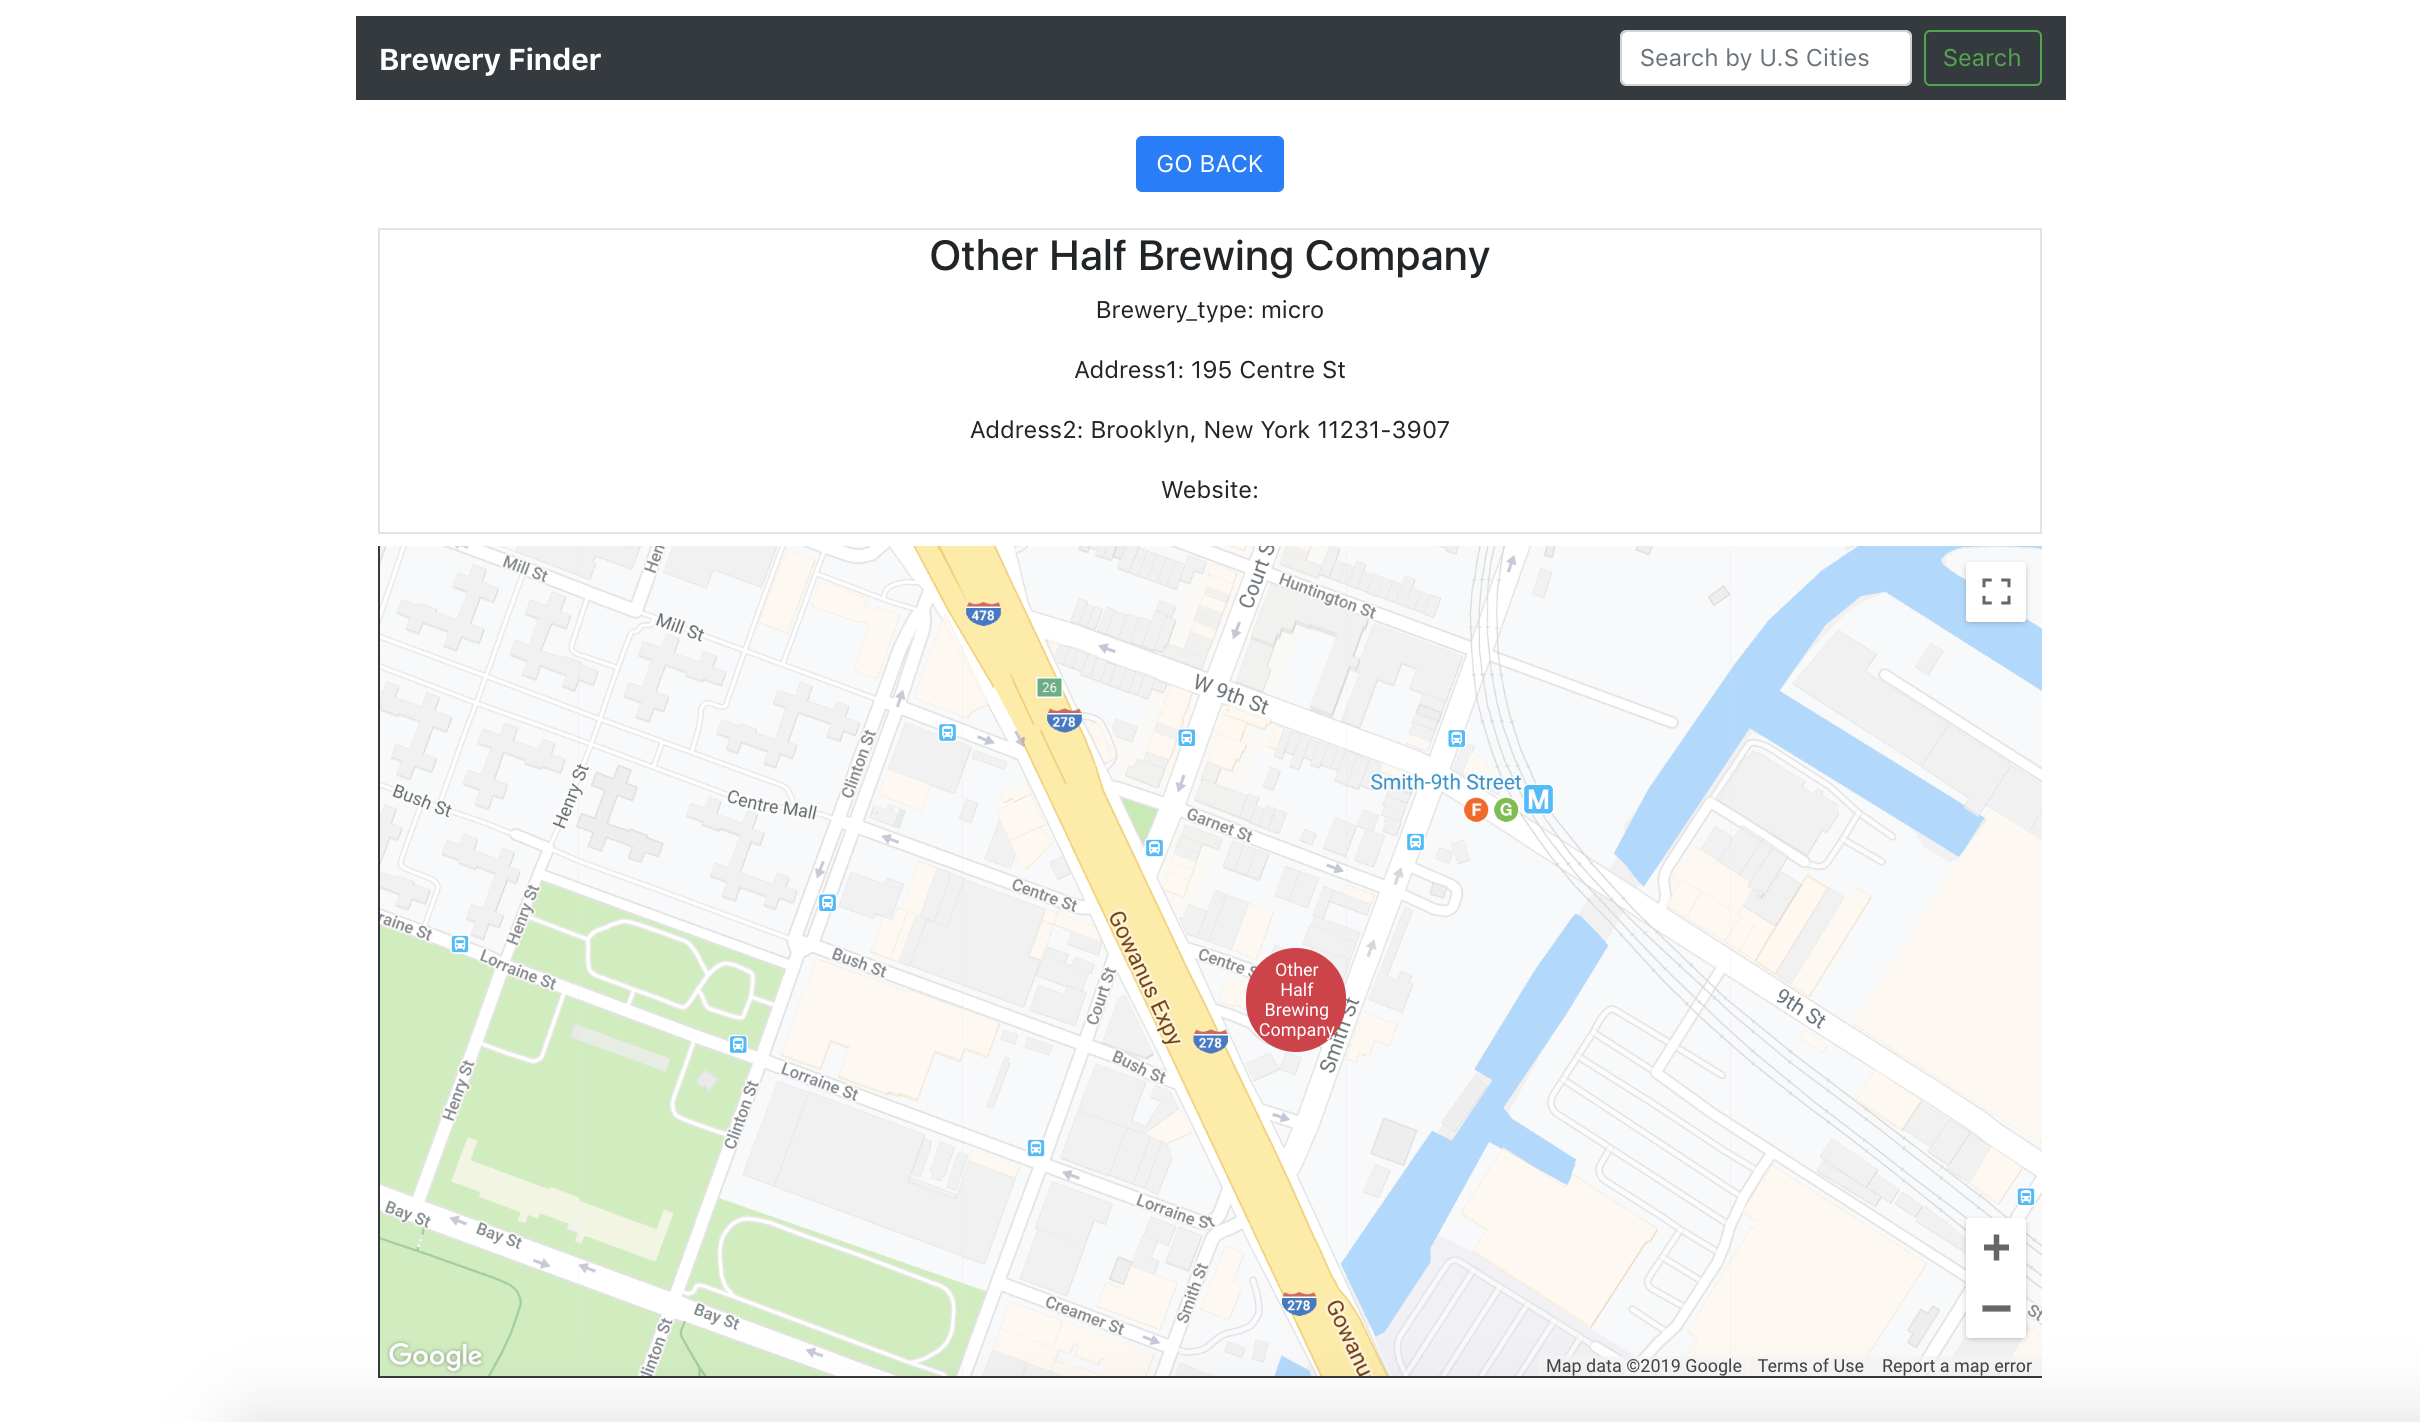 Brewery Finder
Search by U.S Cities
Search
GO BACK
Other Half Brewing Company
Brewery_type: micro
Address1: 195 Centre St
Address2: Brooklyn, New York 11231-3907
Website:
Mill St
Hen
Court S
Huntington St
478
Mill St
W 9th St
26
278
Clinton St
Smith-9th Street
F
G
M
Henry St
Bush St
Centre Mall
Garnet St
Centre St
Henry St
raine St
Lorraine St
Bush St
Gowanus Expy
Court St
Centre S
Other
Half
Brewing
Company
Smith St
9th St
278
Bush St
Henry St
Lorraine St
Clinton St
Lorraine St
Bay St
Bay St
Smith St
278
Creamer St
Bay St
Gowanu
linton St
St
Google
Map data ©2019 Google
Terms of Use
Report a map error